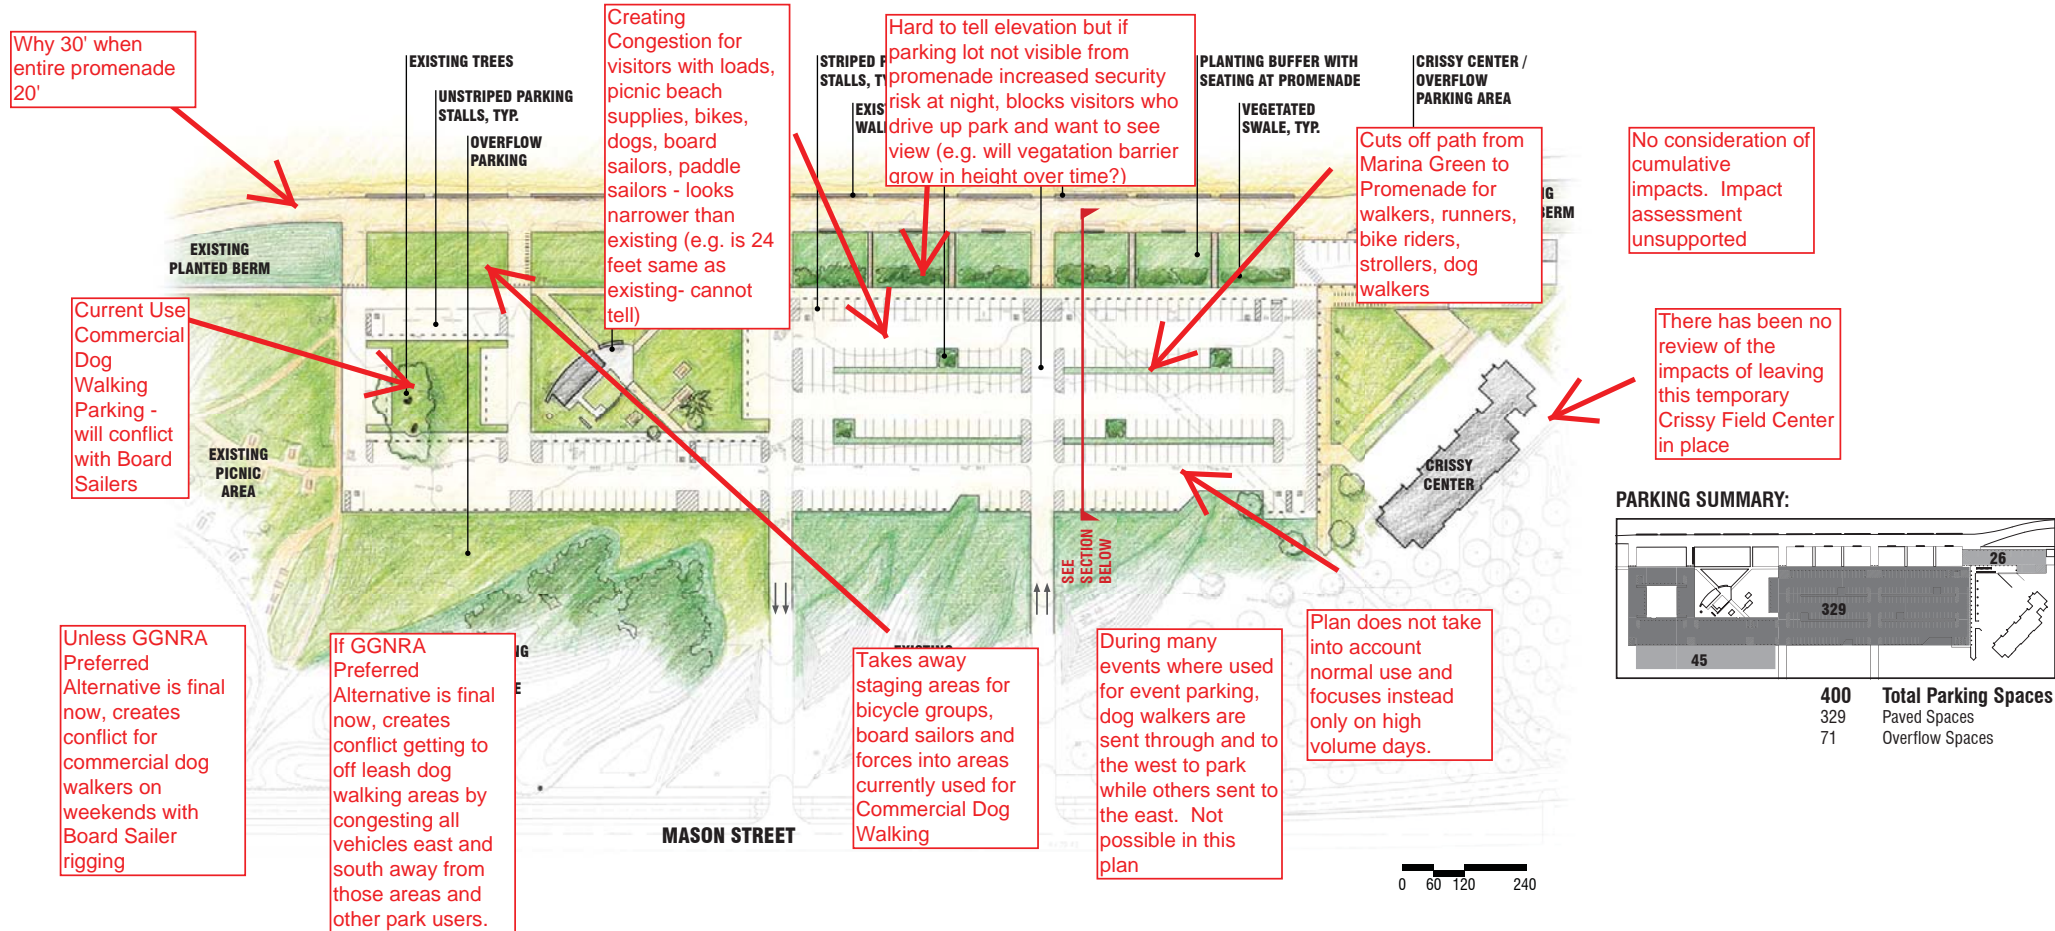 Why 30' when
entire promenade
20'
EXISTING TREES
UNSTRIPED PARKING
STALLS, TYP.
OVERFLOW
PARKING
Creating
Congestion for
visitors with loads,
picnic beach
supplies, bikes,
dogs, board
sailors, paddle
sailors - looks
narrower than
existing (e.g. is 24
feet same as
existing- cannot
tell)
STRIPED
STALLS,
Hard to tell elevation but if
parking lot not visible from
promenade increased security
risk at night, blocks visitors who
drive up park and want to see
view (e.g. will vegatation barrier
grow in height over time?)
PLANTING BUFFER WITH
SEATING AT PROMENADE
VEGETATED
SWALE, TYP.
CRISSY CENTER /
OVERFLOW
PARKING AREA
Cuts off path from
Marina Green to
Promenade for
walkers, runners,
bike riders,
strollers, dog
walkers
No consideration of
cumulative
impacts. Impact
assessment
unsupported
EXISTING
PLANTED BERM
BERM
Current Use
Commercial
Dog
Walking
Parking -
will conflict
with Board
Sailers
There has been no
review of the
impacts of leaving
this temporary
Crissy Field Center
in place
EXISTING
PICNIC
AREA
CRISSY
CENTER
SEE
SECTION
BELOW
PARKING SUMMARY:
26
329
45
400 Total Parking Spaces
329 Paved Spaces
71 Overflow Spaces
Unless GGNRA
Preferred
Alternative is final
now, creates
conflict for
commercial dog
walkers on
weekends with
Board Sailer
rigging
If GGNRA
Preferred
Alternative is final
now, creates
conflict getting to
off leash dog
walking areas by
congesting all
vehicles east and
south away from
those areas and
other park users.
Takes away
staging areas for
bicycle groups,
board sailors and
forces into areas
currently used for
Commercial Dog
Walking
During many
events where used
for event parking,
dog walkers are
sent through and to
the west to park
while others sent to
the east. Not
possible in this
plan
Plan does not take
into account
normal use and
focuses instead
only on high
volume days.
MASON STREET
0 60 120 240